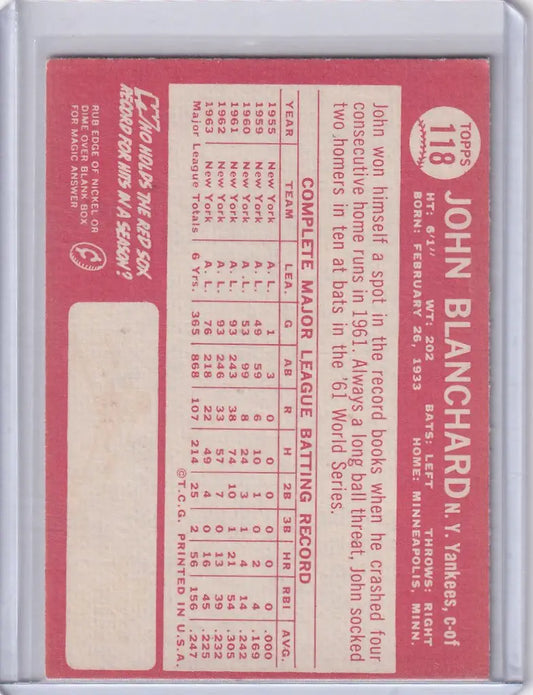 TOPPS
118
JOHN BLANCHARD N. Y. Yankees, c-of
HT: 6'1" WT: 202 BATS: LEFT THROWS: RIGHT
BORN: FEBRUARY 26, 1933 HOME: MINNEAPOLIS, MINN.
John won himself a spot in the record books when he crashed four
consecutive home runs in 1961. Always a long ball threat, John socked
two homers in ten at bats in the '61 World Series.
COMPLETE MAJOR LEAGUE BATTING RECORD
YEAR TEAM LEA. G AB R H 2B 3B HR RBI AVG.
1955 New York A. L. 1 3 0 0 0 0 0 0 .000
1959 New York A. L. 49 59 6 10 1 0 2 4 .169
1960 New York A. L. 53 99 8 24 3 1 4 14 .242
1961 New York A. L. 93 243 38 74 10 1 21 54 .305
1962 New York A. L. 93 246 33 57 7 0 13 39 .232
1963 New York A. L. 76 218 22 49 4 0 16 45 .225
Major League Totals 6 Yrs. 365 868 107 214 25 2 56 156 .247
©T.C.G. PRINTED IN U.S.A.
WHO HOLDS THE RED SOX
RECORD FOR HITS IN A SEASON?
RUB EDGE OF NICKEL OR
DIME OVER BLANK BOX
FOR MAGIC ANSWER